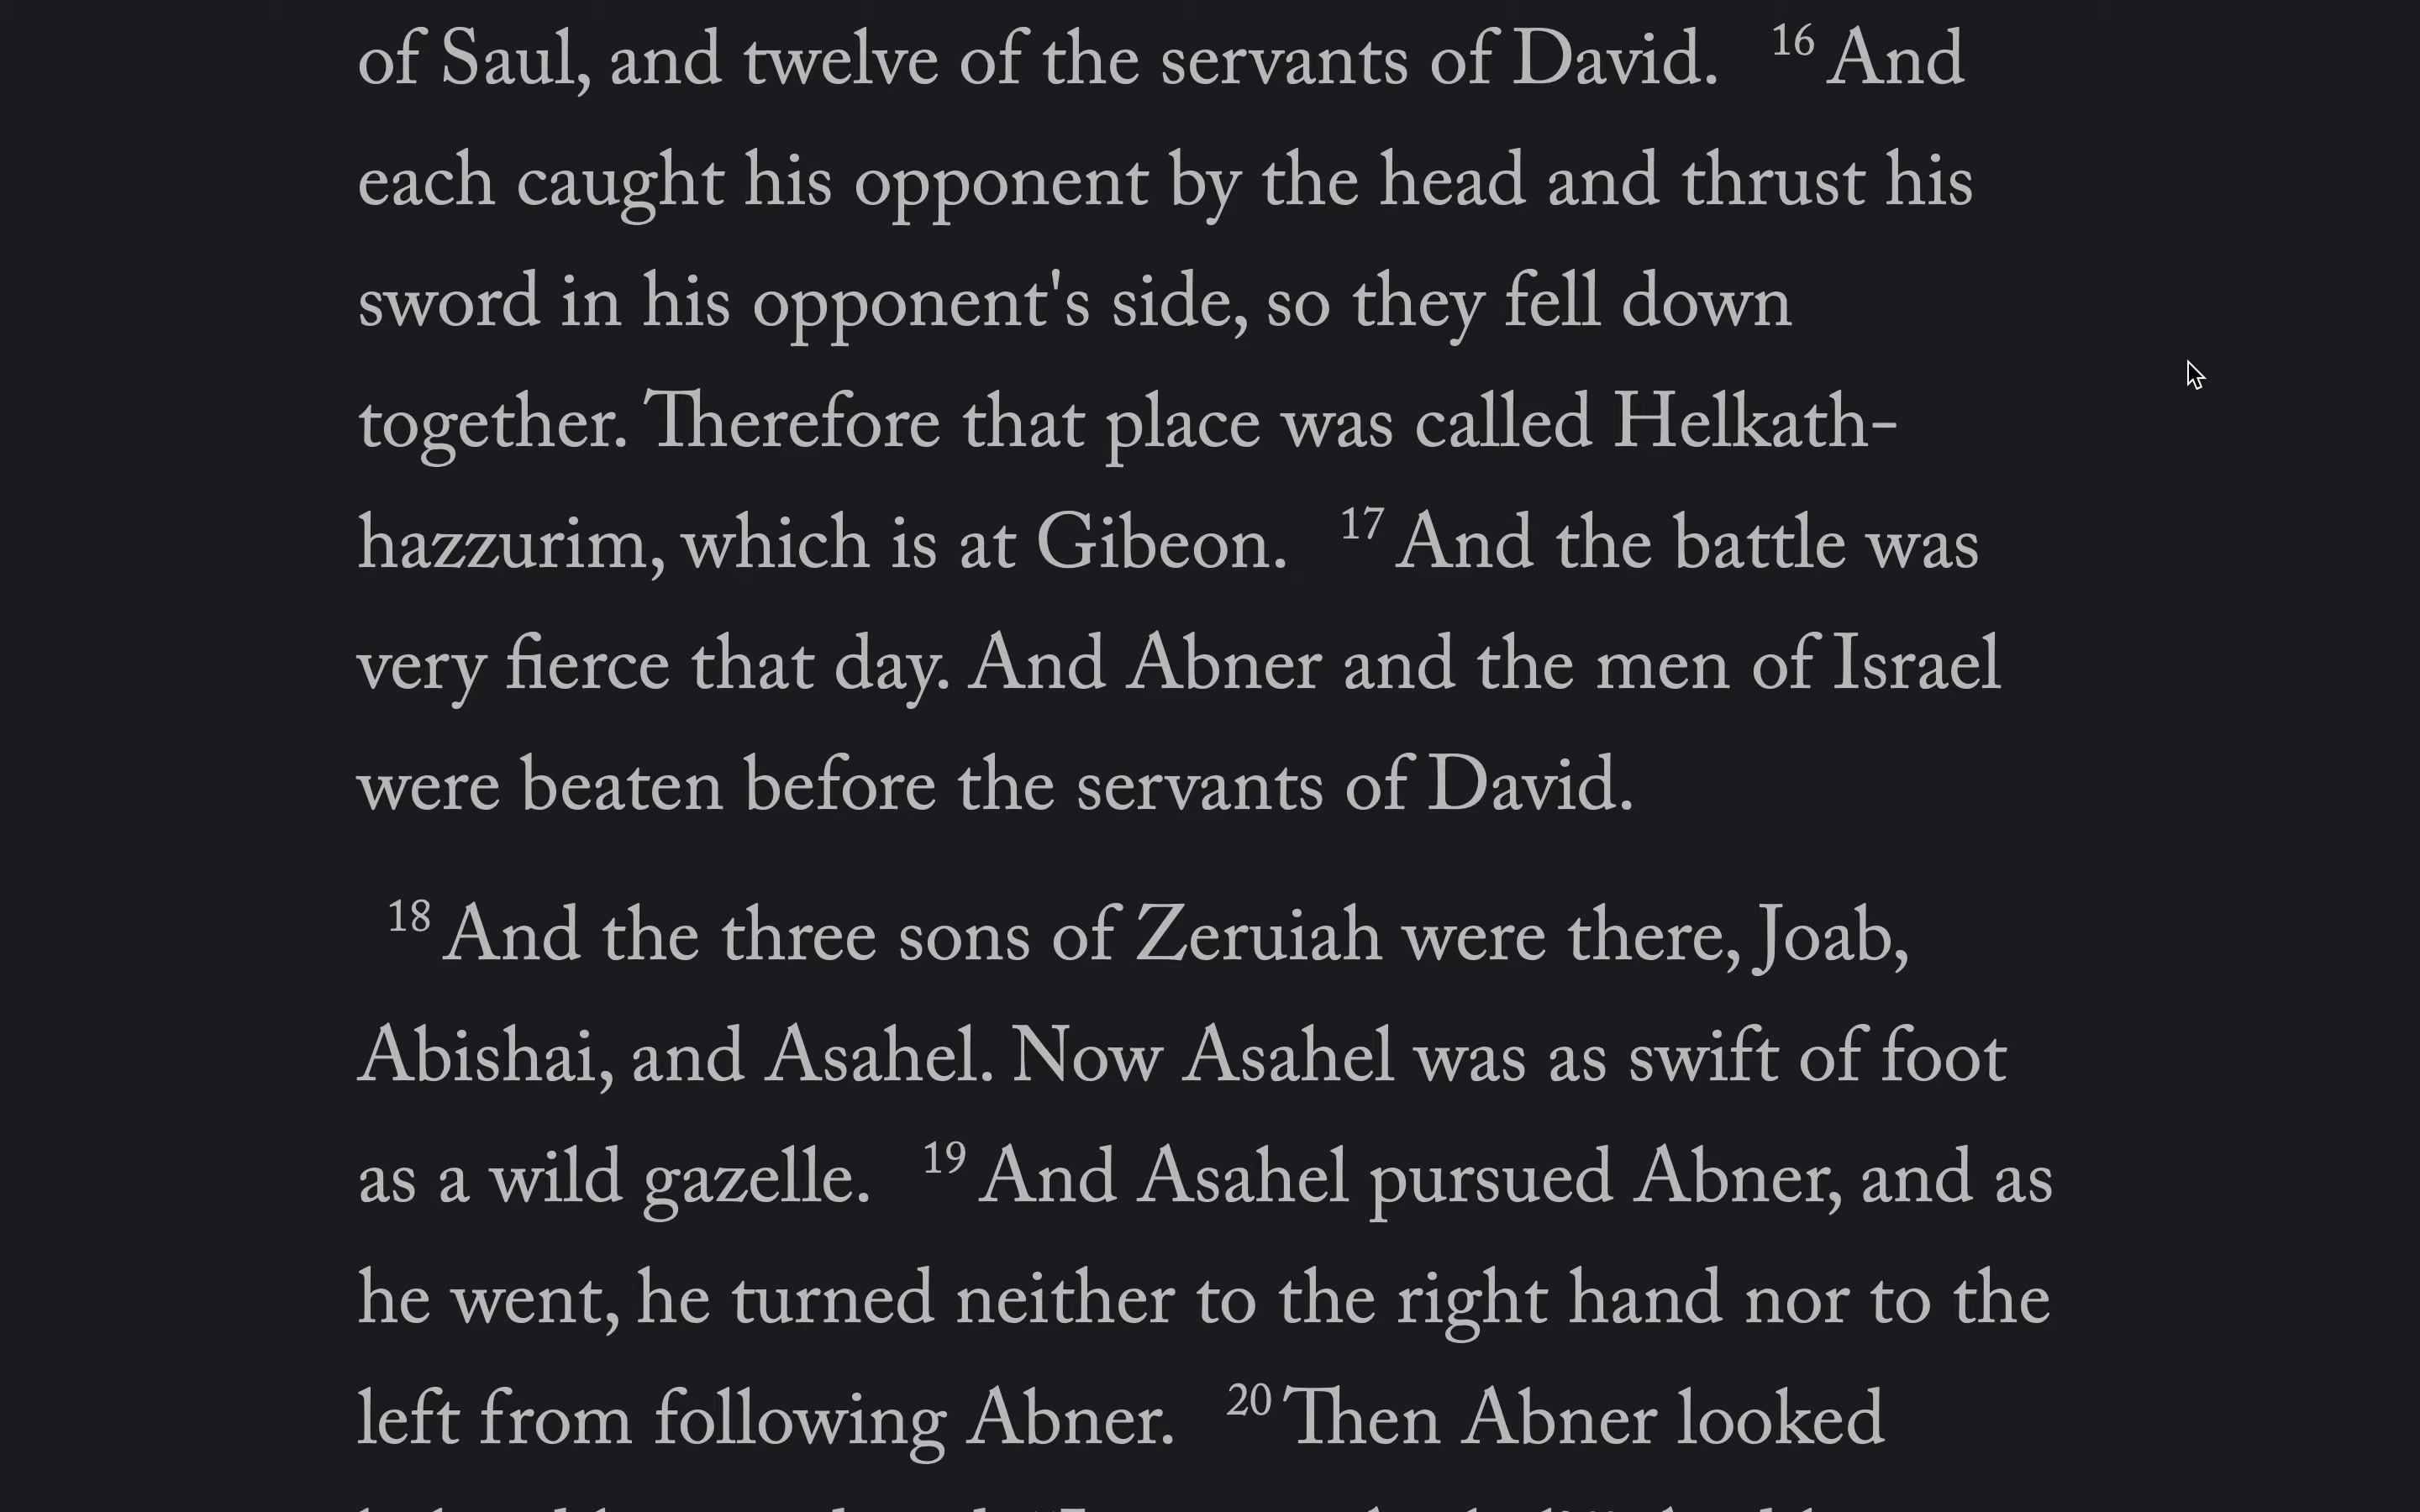 of Saul, and twelve of the servants of David. 16 And
each caught his opponent by the head and thrust his
sword in his opponent's side, so they fell down
together. Therefore that place was called Helkath-
hazzurim, which is at Gibeon. 17 And the battle was
very fierce that day. And Abner and the men of Israel
were beaten before the servants of David.
18 And the three sons of Zeruiah were there, Joab,
Abishai, and Asahel. Now Asahel was as swift of foot
as a wild gazelle. 19 And Asahel pursued Abner, and as
he went, he turned neither to the right hand nor to the
left from following Abner. 20 Then Abner looked